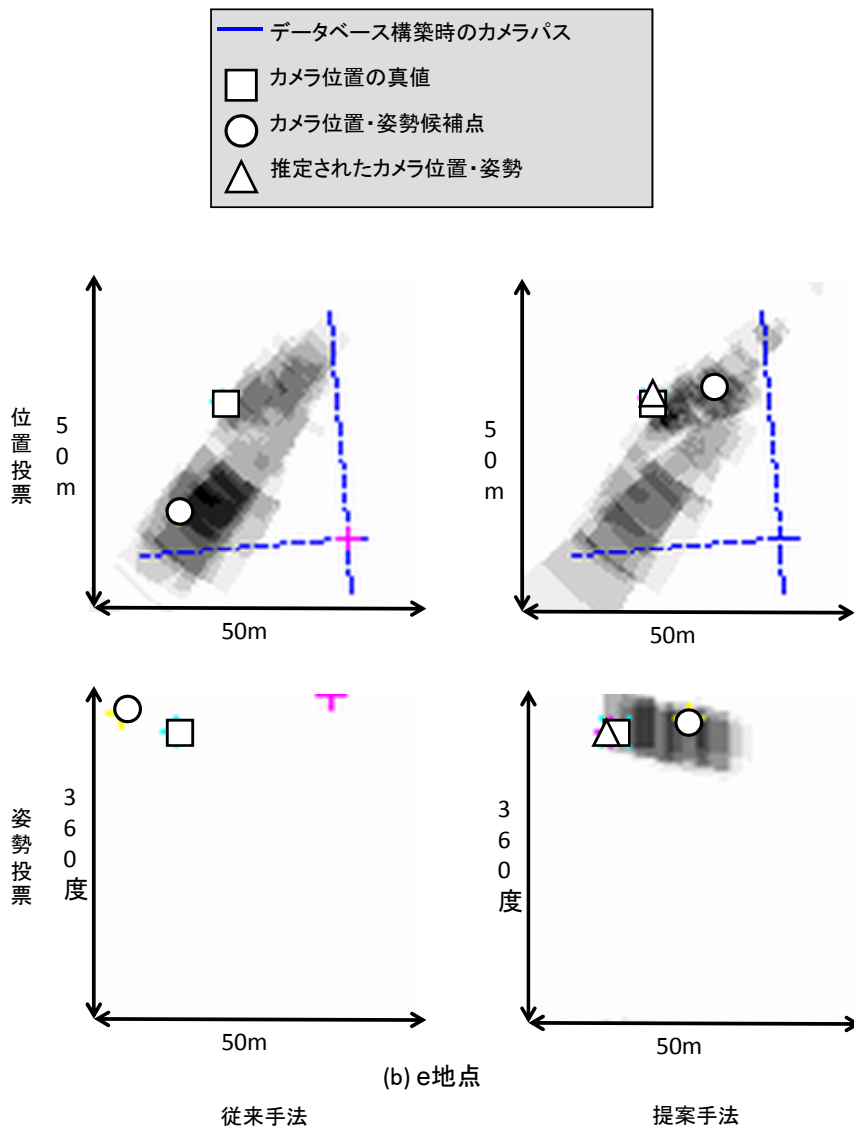 データベース構築時のカメラパス
カメラ位置の真値
カメラ位置・姿勢候補点
推定されたカメラ位置・姿勢
位置投票
50m
50m
50m
50m
姿勢投票
360度
50m
360度
50m
(b) e地点
従来手法
提案手法